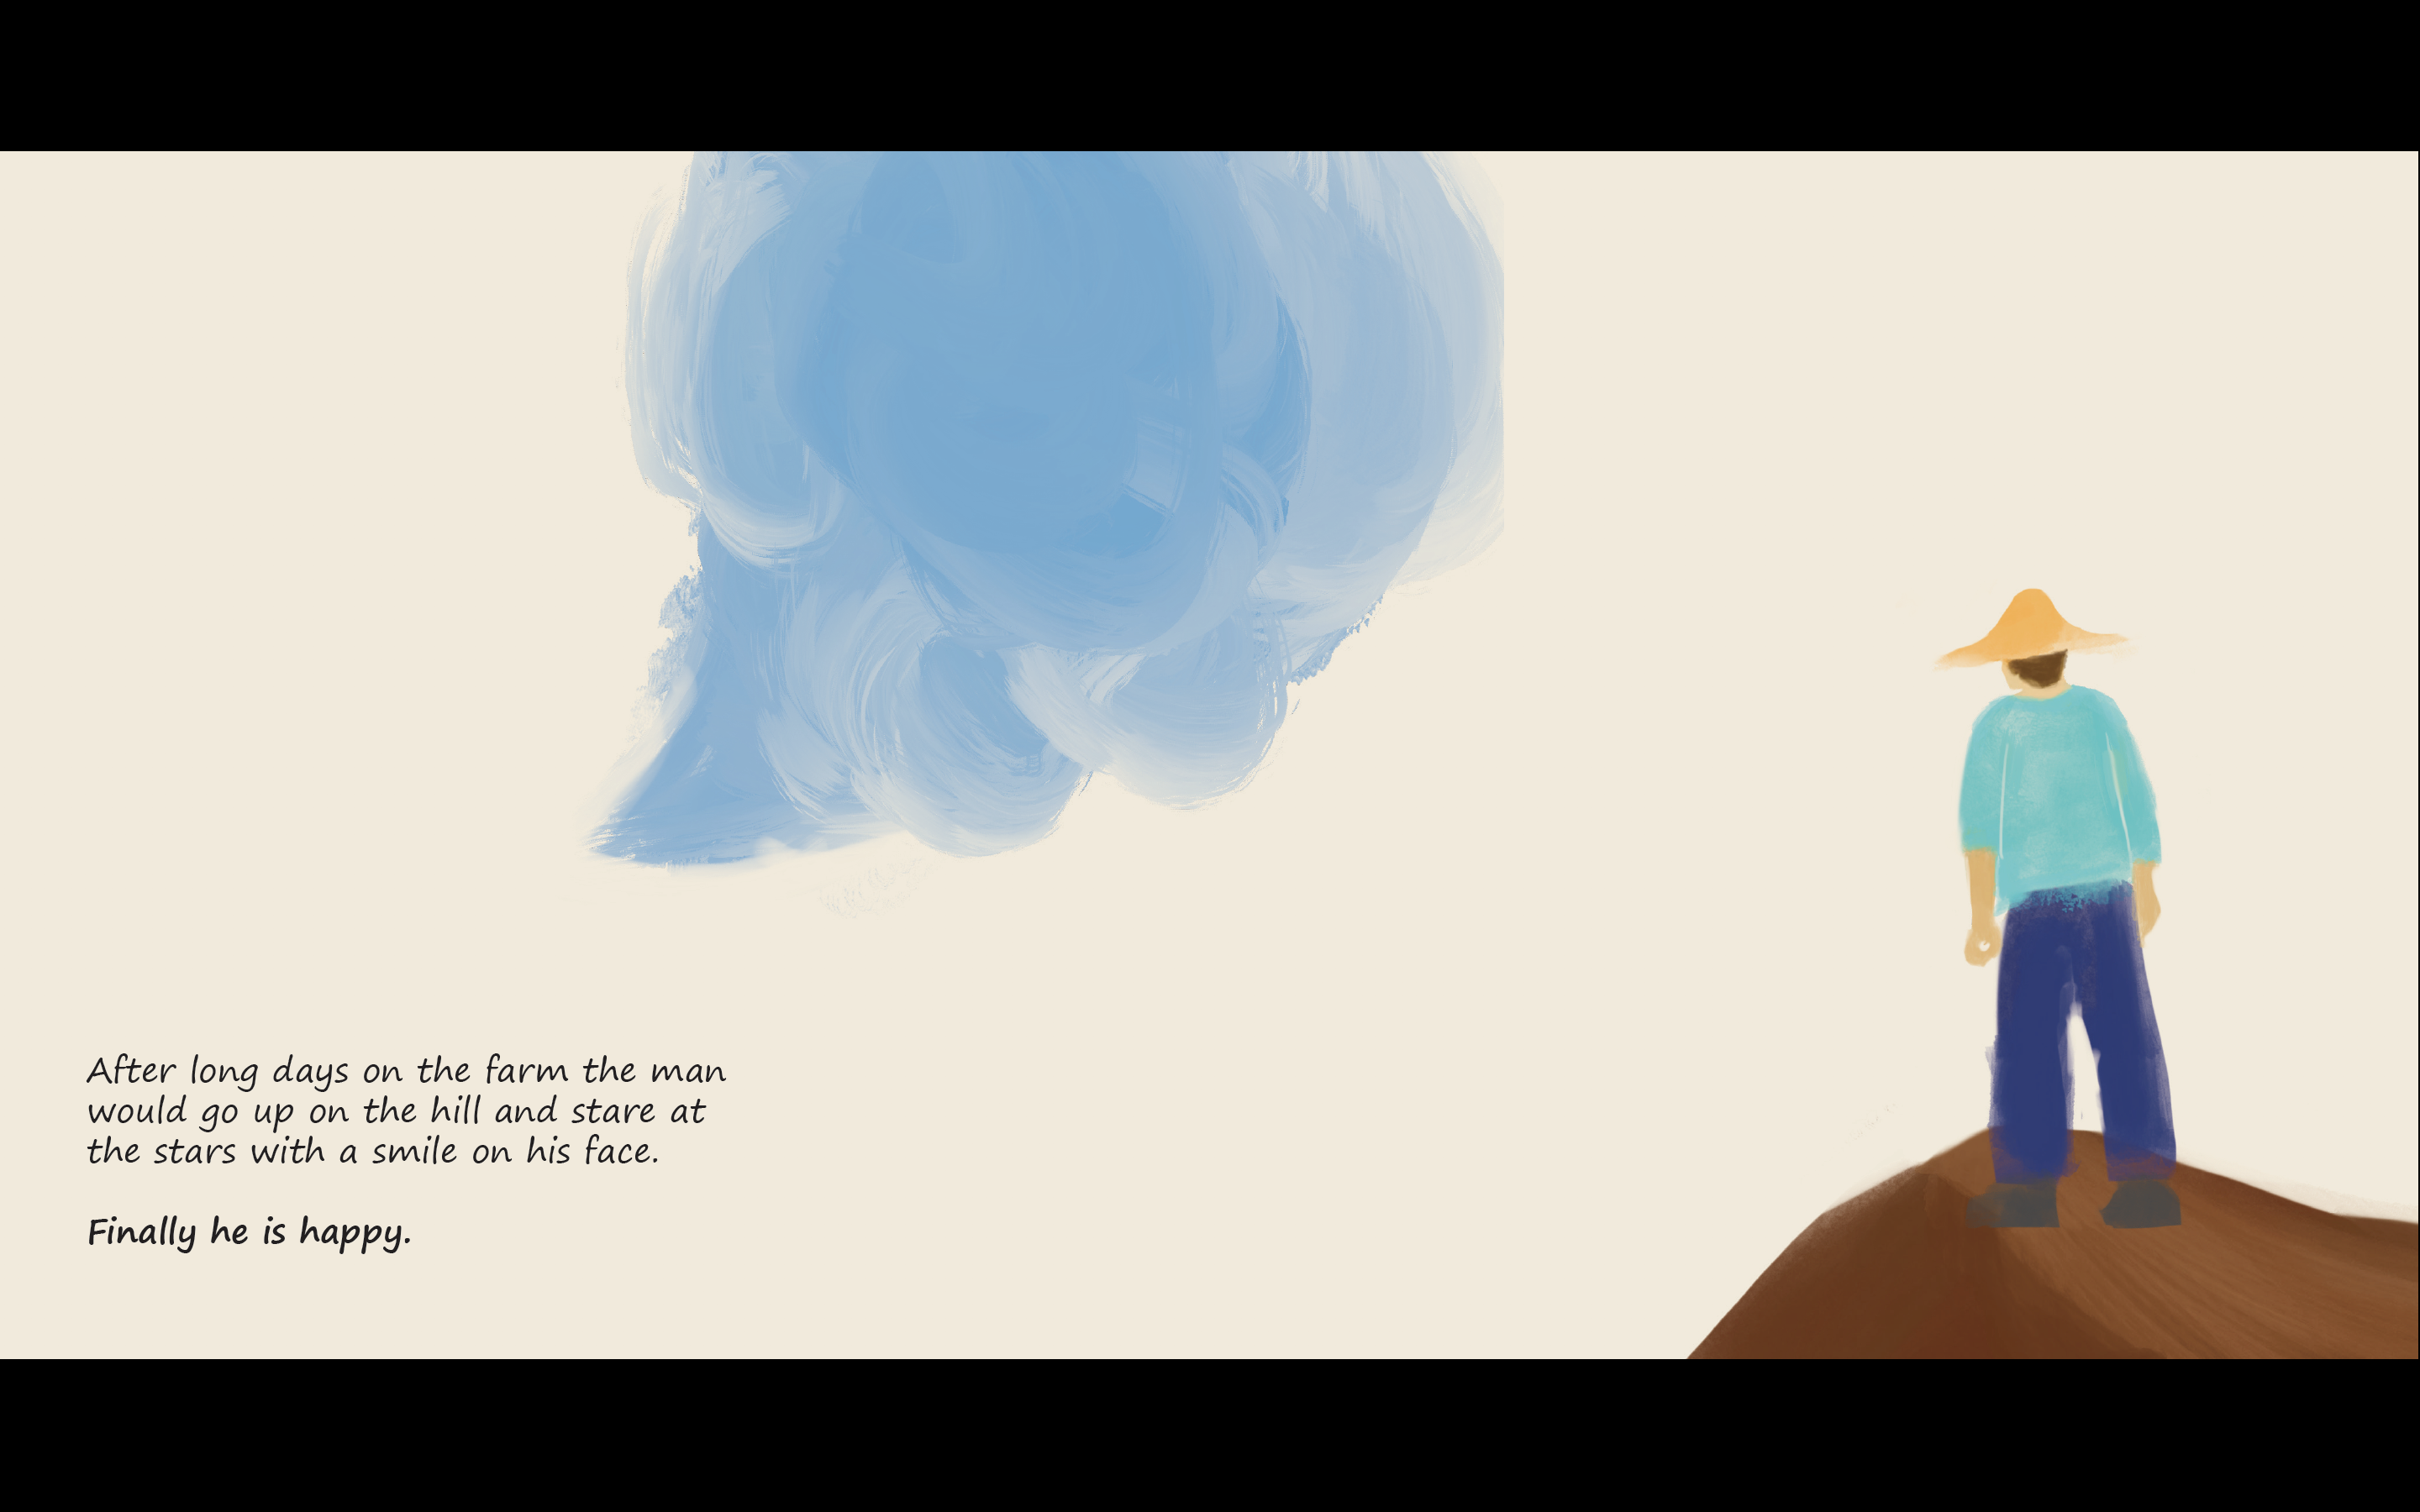 After long days on the farm the man
would go up on the hill and stare at
the stars with a smile on his face.
Finally he is happy.